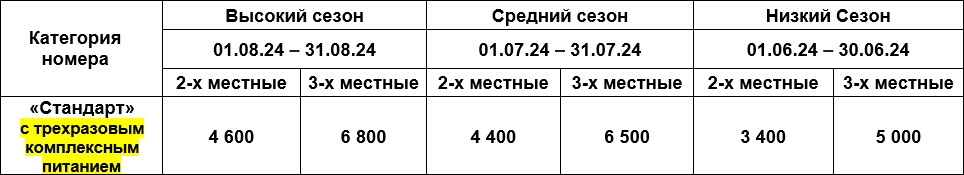 Категория
номера
Высокий сезон
Средний сезон
Низкий Сезон
01.08.24 – 31.08.24
01.07.24 – 31.07.24
01.06.24 – 30.06.24
2-х местные
3-х местные
2-х местные
3-х местные
2-х местные
3-х местные
«Стандарт»
с трехразовым
комплексным
питанием
4 600
6 800
4 400
6 500
3 400
5 000